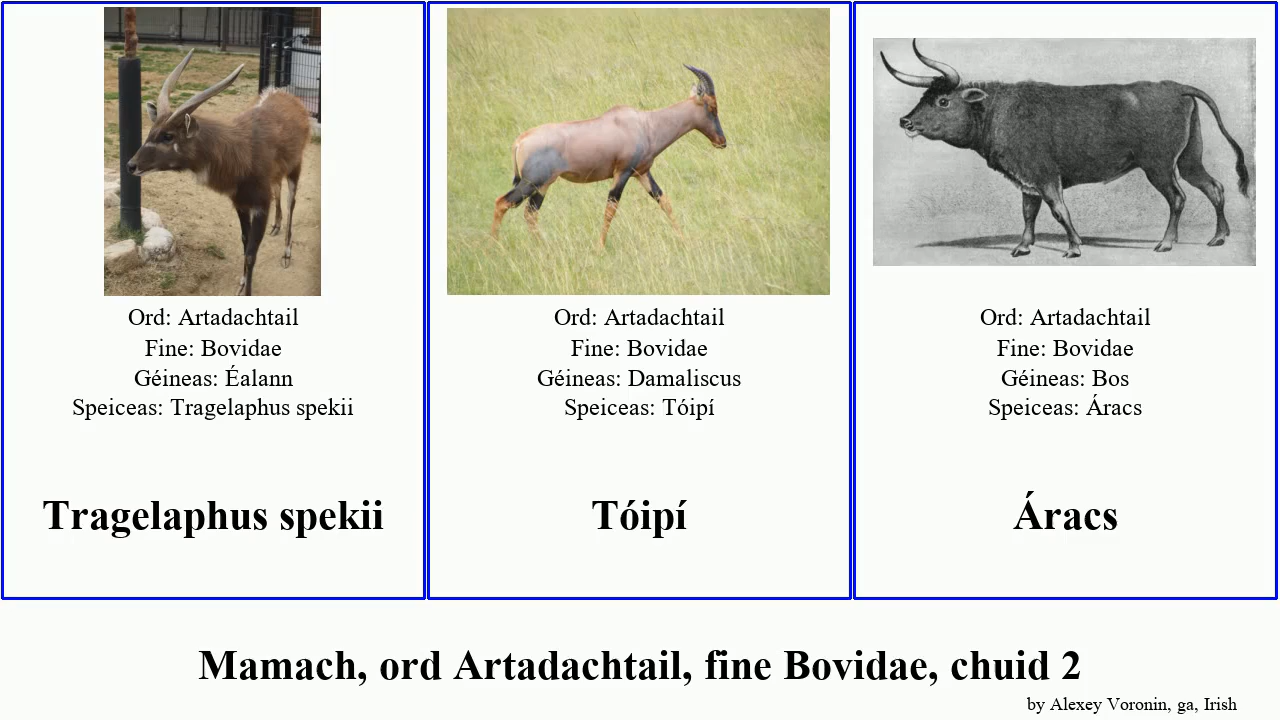 Ord: Artadachtail
Fine: Bovidae
Géineas: Éalann
Speiceas: Tragelaphus spekii
Tragelaphus spekii
Ord: Artadachtail
Fine: Bovidae
Géineas: Damaliscus
Speiceas: Tóipí
Tóipí
Ord: Artadachtail
Fine: Bovidae
Géineas: Bos
Speiceas: Áracs
Áracs
Mamach, ord Artadachtail, fine Bovidae, chuid 2
by Alexey Voronin, ga, Irish